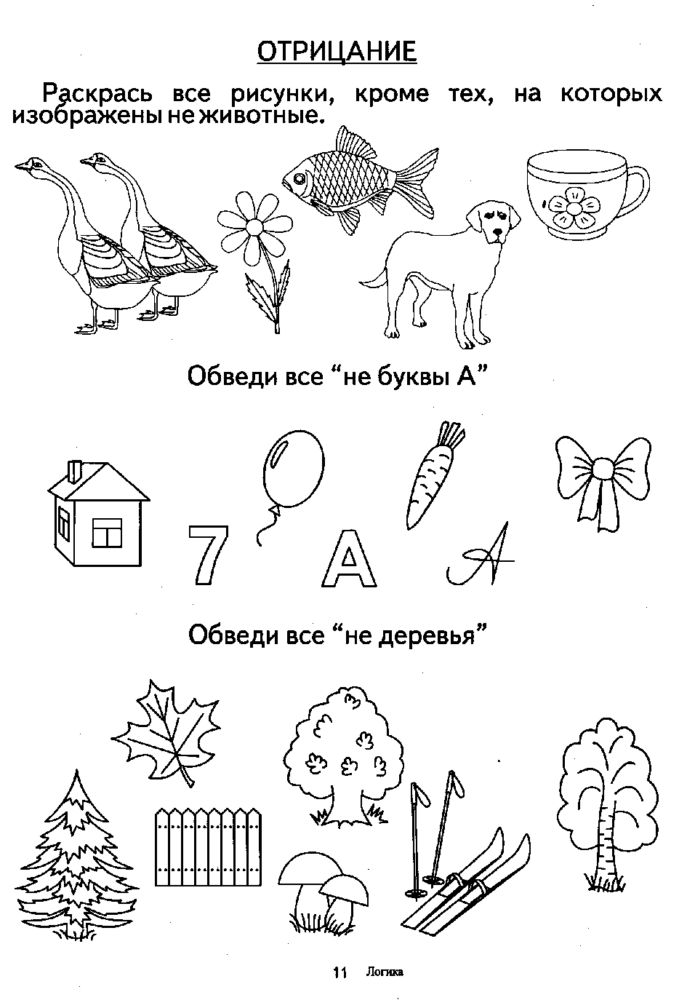 ОТРИЦАНИЕ
Раскрась все рисунки, кроме тех, на которых
изображены не животные.
Обведи все “не буквы А”
7 А А
Обведи все “не деревья”
11 Логика